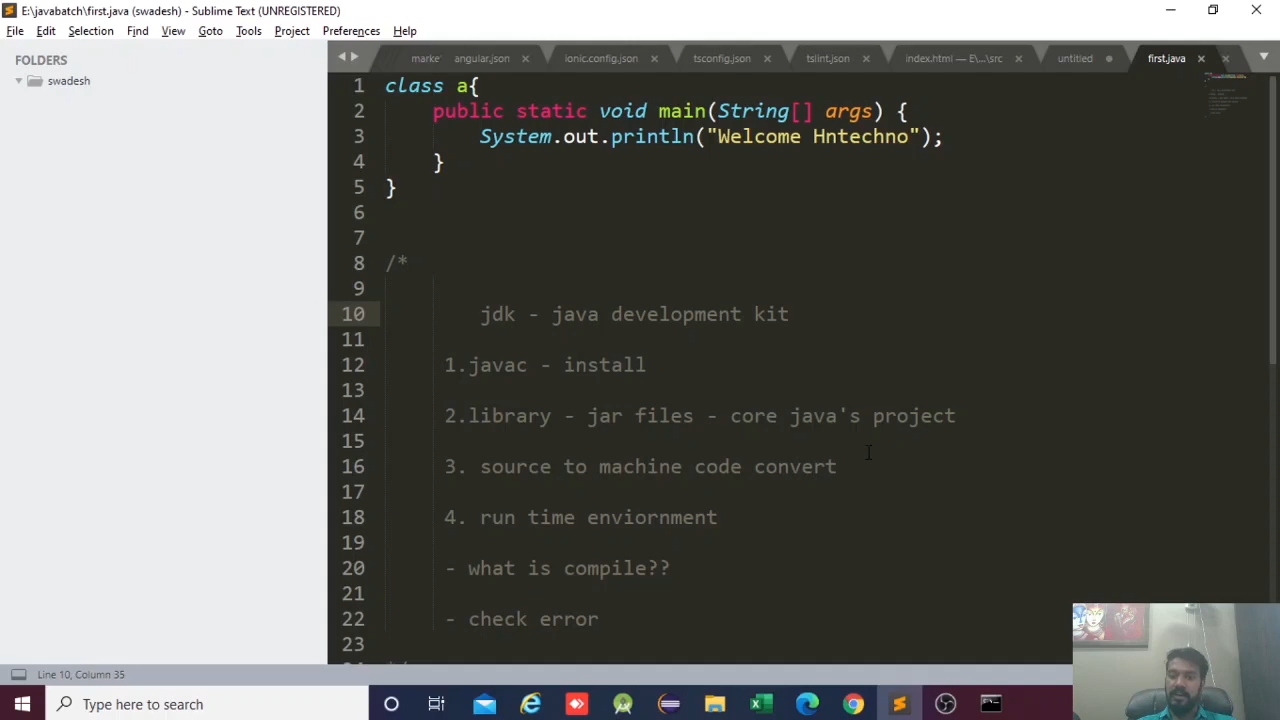 E:\javabatch\first.java (swadesh) - Sublime Text (UNREGISTERED)
File Edit Selection Find View Goto Tools Project Preferences Help
FOLDERS
swadesh
marke angular.json ionic.config.json tsconfig.json tslint.json index.html — E\...\src untitled first.java
1 class a{
2 public static void main(String[] args) {
3 System.out.println("Welcome Hntechno");
4 }
5 }
6
7
8 /*
9
10 jdk - java development kit
11
12 1.javac - install
13
14 2.library - jar files - core java's project
15
16 3. source to machine code convert
17
18 4. run time enviornment
19
20 - what is compile??
21
22 - check error
23
Line 10, Column 35
Type here to search